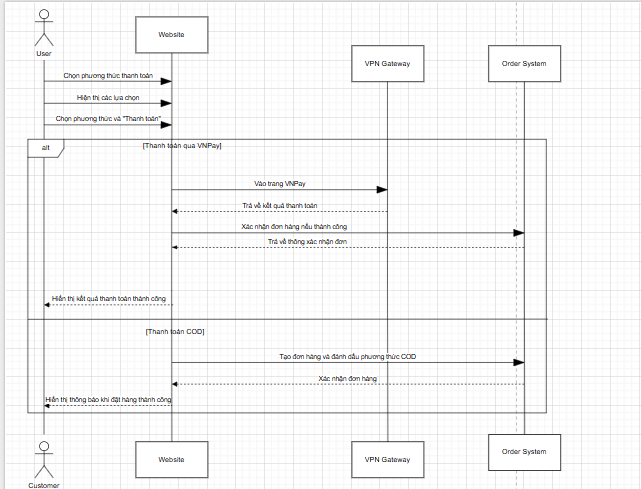 Website
VPN Gateway
Order System
User
Chọn phương thức thanh toán
Hiện thị các lựa chọn
Chọn phương thức và "Thanh toán"
alt
[Thanh toán qua VNPay]
Vào trang VNPay
Trả về kết quả thanh toán
Xác nhận đơn hàng nếu thành công
Trả về thông xác nhận đơn
Hiển thị kết quả thanh toán thành công
[Thanh toán COD]
Tạo đơn hàng và đánh dấu phương thức COD
Xác nhận đơn hàng
Hiển thị thông báo khi đặt hàng thành công
Website
VPN Gateway
Order System
Customer